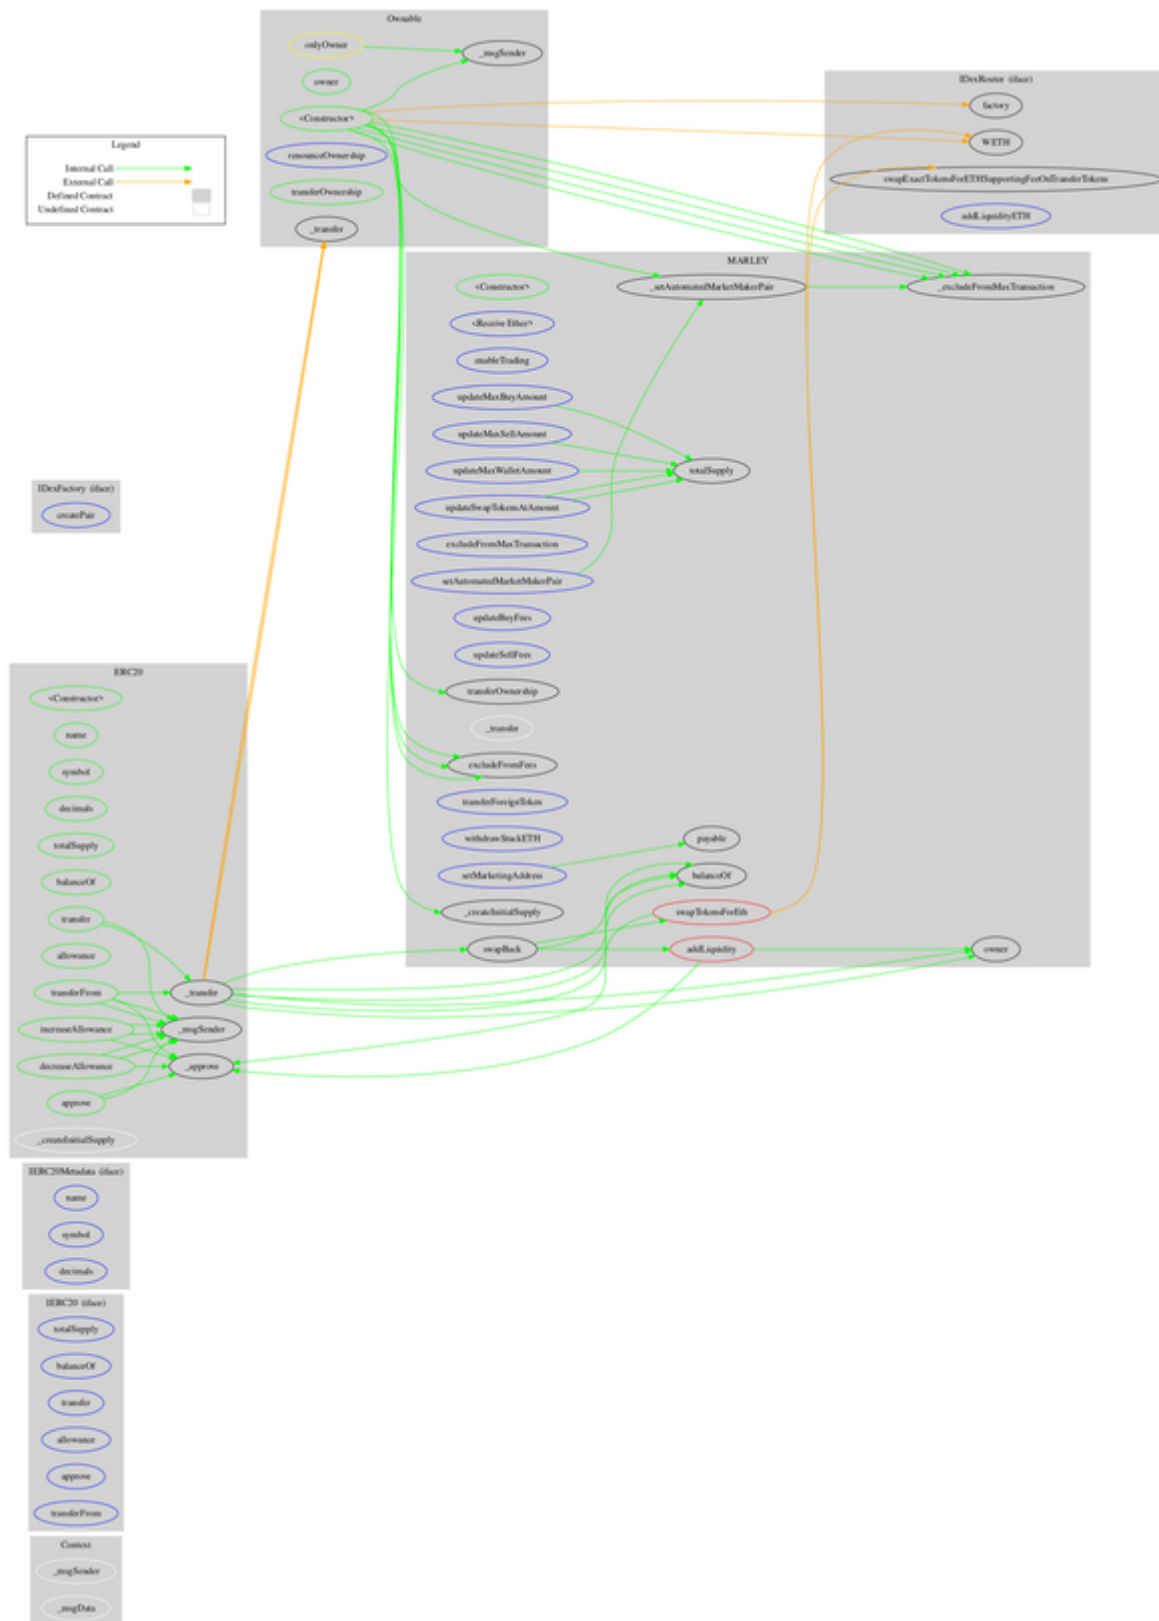 Ownable
onlyOwner
_msgSender
owner
<Constructor>
renounceOwnership
transferOwnership
_transfer
IDexRouter (iface)
factory
WETH
swapExactTokensForETHSupportingFeeOnTransferTokens
addLiquidityETH
Legend
Internal Call
External Call
Defined Contract
Undefined Contract
MARLEY
<Constructor>
_setAutomatedMarketMakerPair
_excludeFromMaxTransaction
<Receive Ether>
enableTrading
updateMaxBuyAmount
updateMaxSellAmount
updateMaxWalletAmount
totalSupply
updateSwapTokensAtAmount
excludeFromMaxTransaction
setAutomatedMarketMakerPair
updateBuyFees
updateSellFees
transferOwnership
_transfer
excludeFromFees
transferForeignToken
withdrawStuckETH
payable
setMarketingAddress
balanceOf
_createInitialSupply
swapTokensForEth
swapBack
addLiquidity
owner
IDexFactory (iface)
createPair
ERC20
<Constructor>
name
symbol
decimals
totalSupply
balanceOf
transfer
allowance
transferFrom
_transfer
increaseAllowance
_msgSender
decreaseAllowance
_approve
approve
_createInitialSupply
IERC20Metadata (iface)
name
symbol
decimals
IERC20 (iface)
totalSupply
balanceOf
transfer
allowance
approve
transferFrom
Context
_msgSender
_msgData